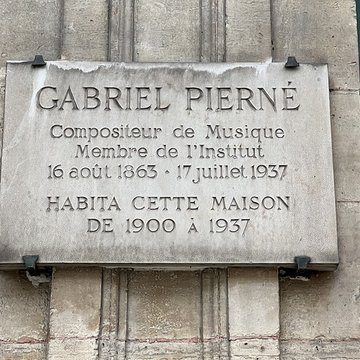 GABRIEL PIERNÉ
Compositeur de Musique
Membre de l'Institut
16 août 1863 · 17 juillet 1937
HABITA CETTE MAISON
DE 1900 À 1937